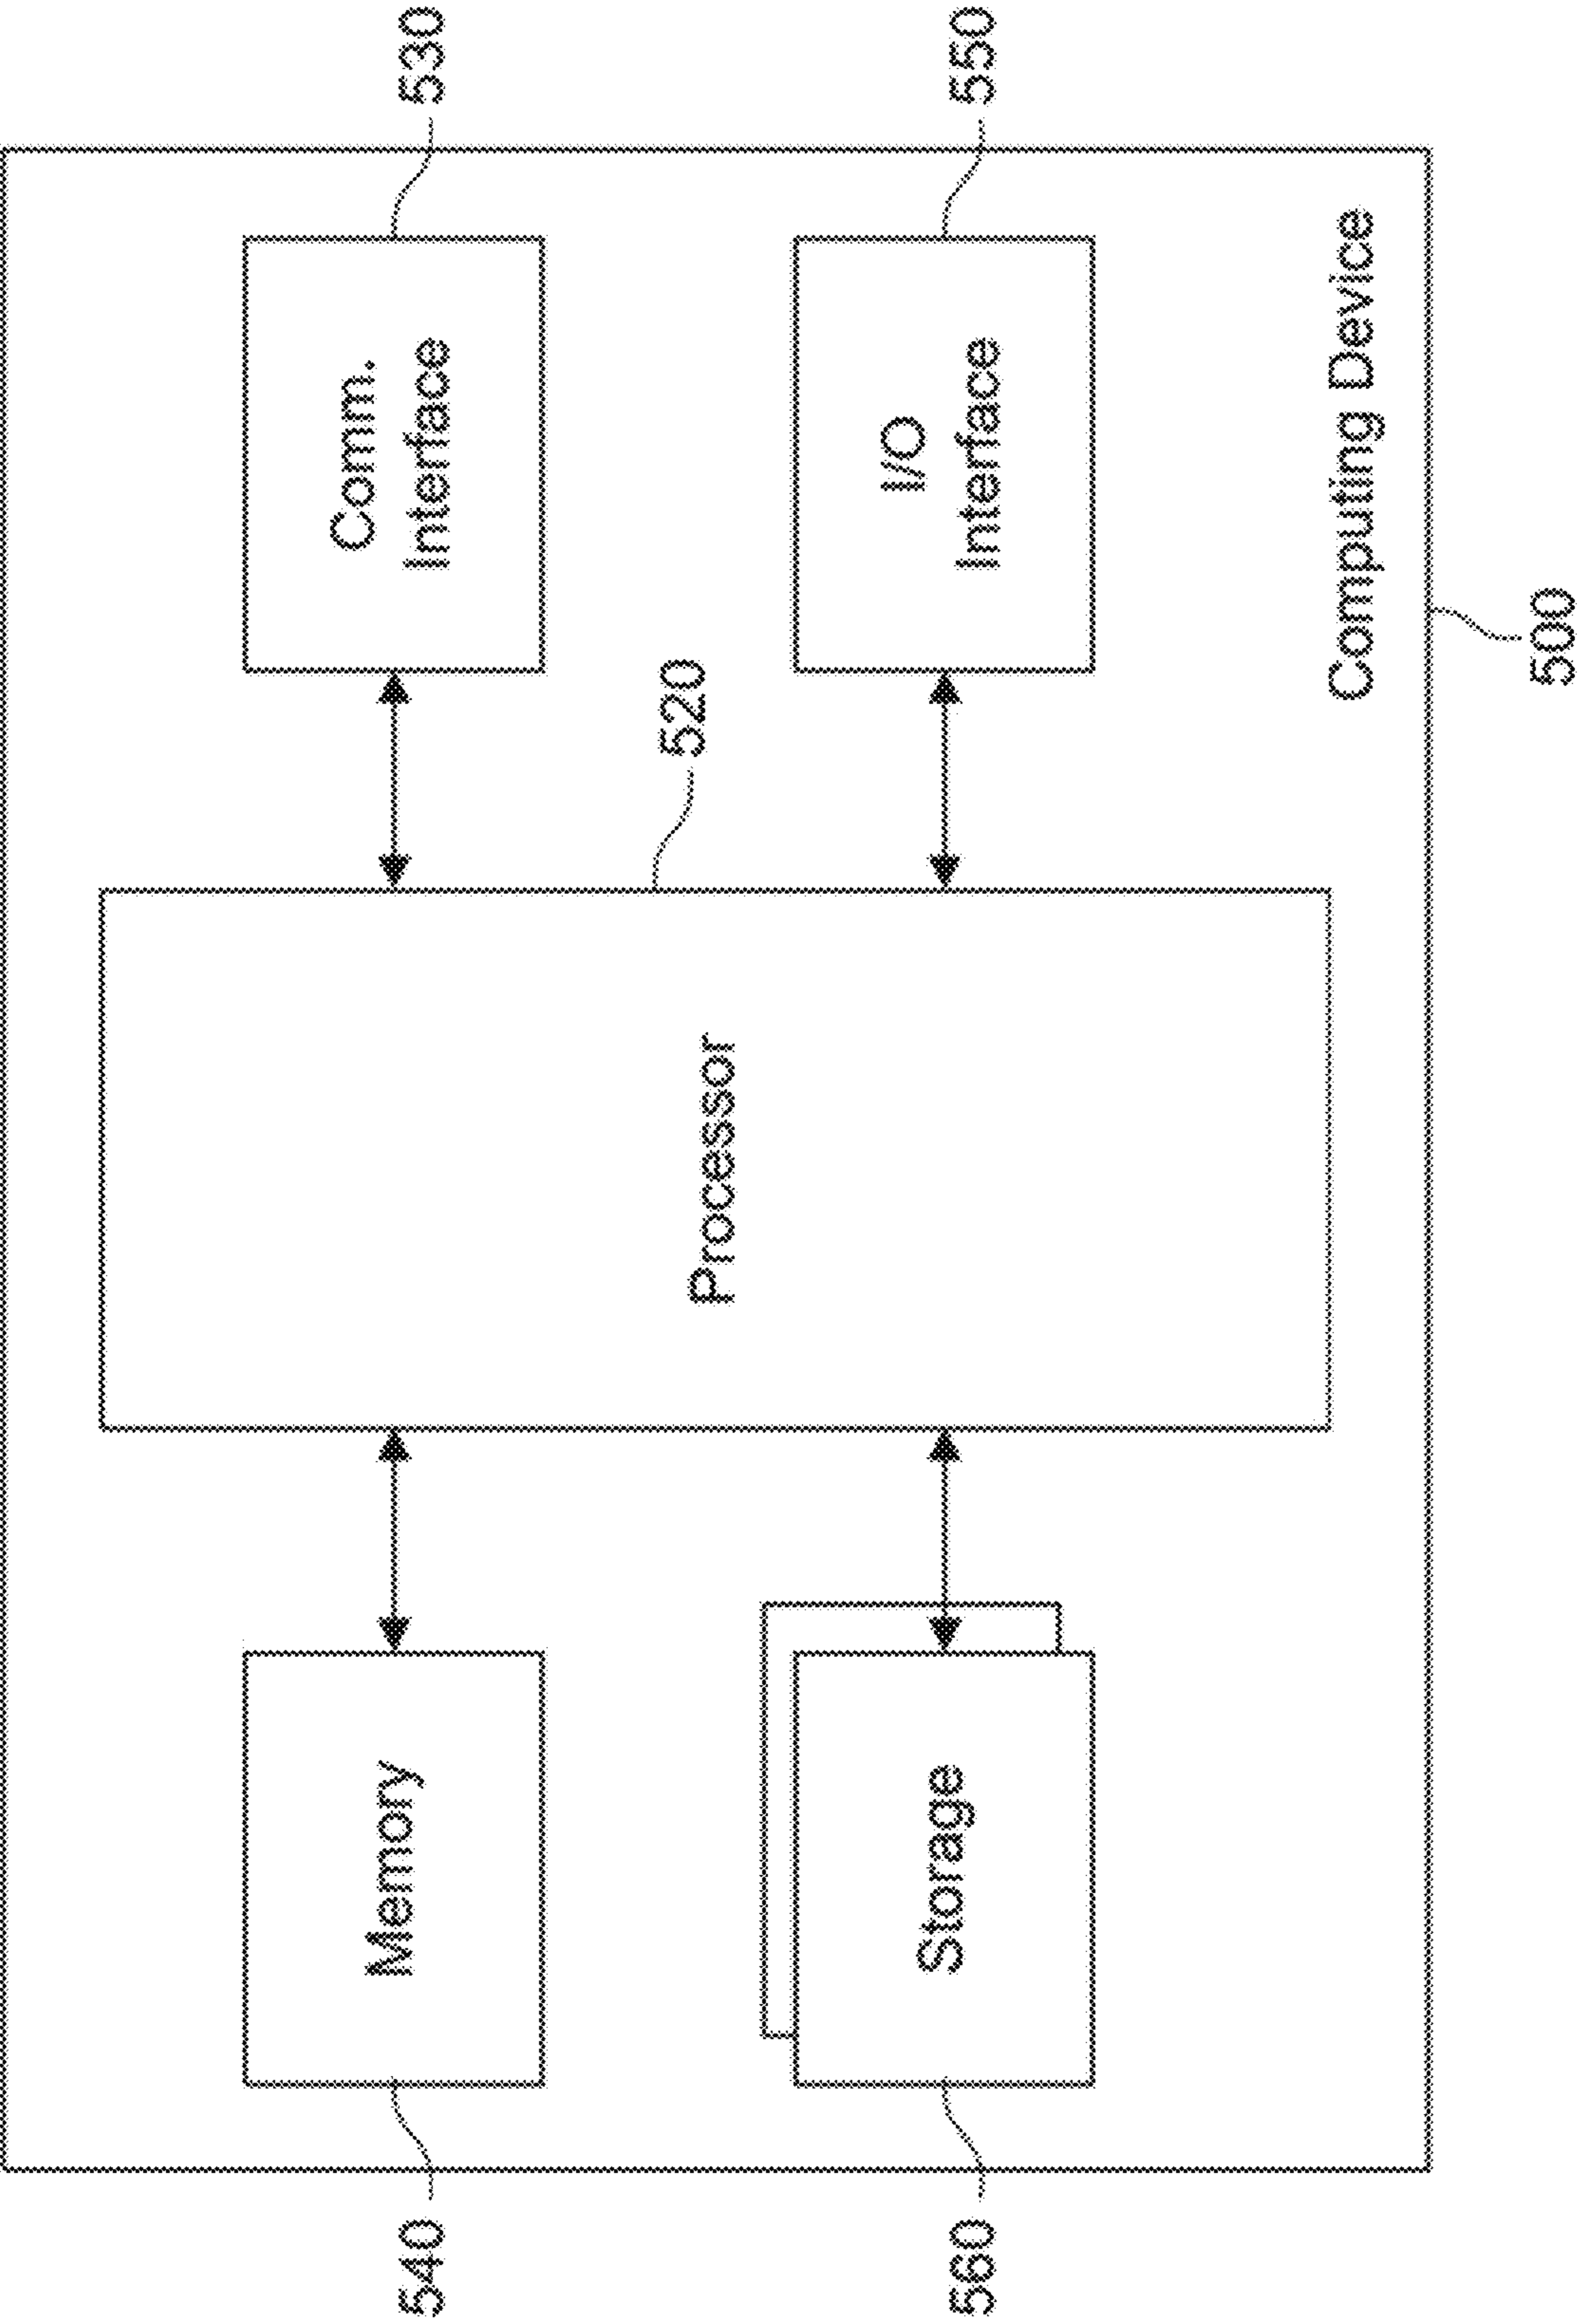 540
Memory
Comm.
Interface
530
520
Processor
560
Storage
I/O
Interface
550
Computing Device
500